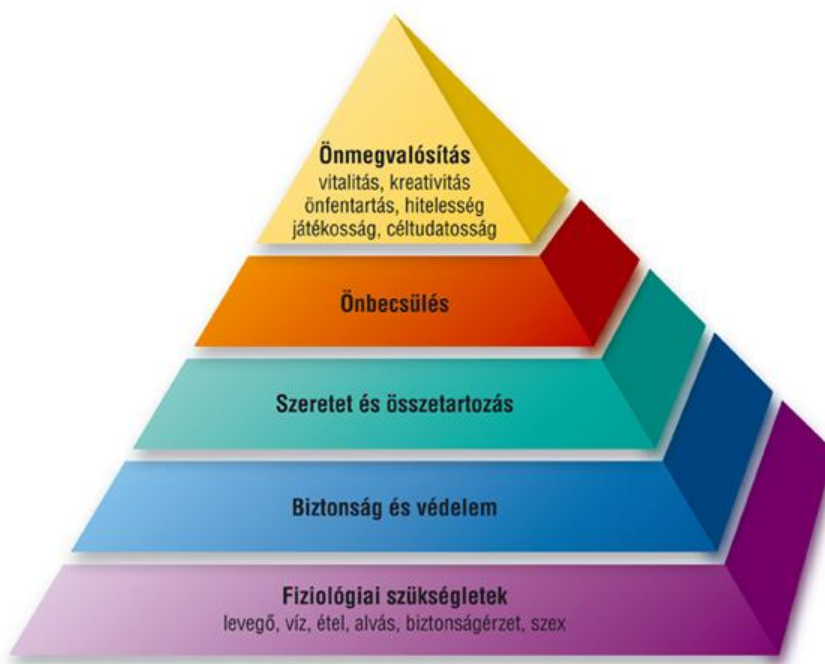 Önmegvalósítás
vitalitás, kreativitás
önfentartás, hitelesség
játékosság, céltudatosság
Önbecsülés
Szeretet és összetartozás
Biztonság és védelem
Fiziológiai szükségletek
levegő, víz, étel, alvás, biztonságérzet, szex